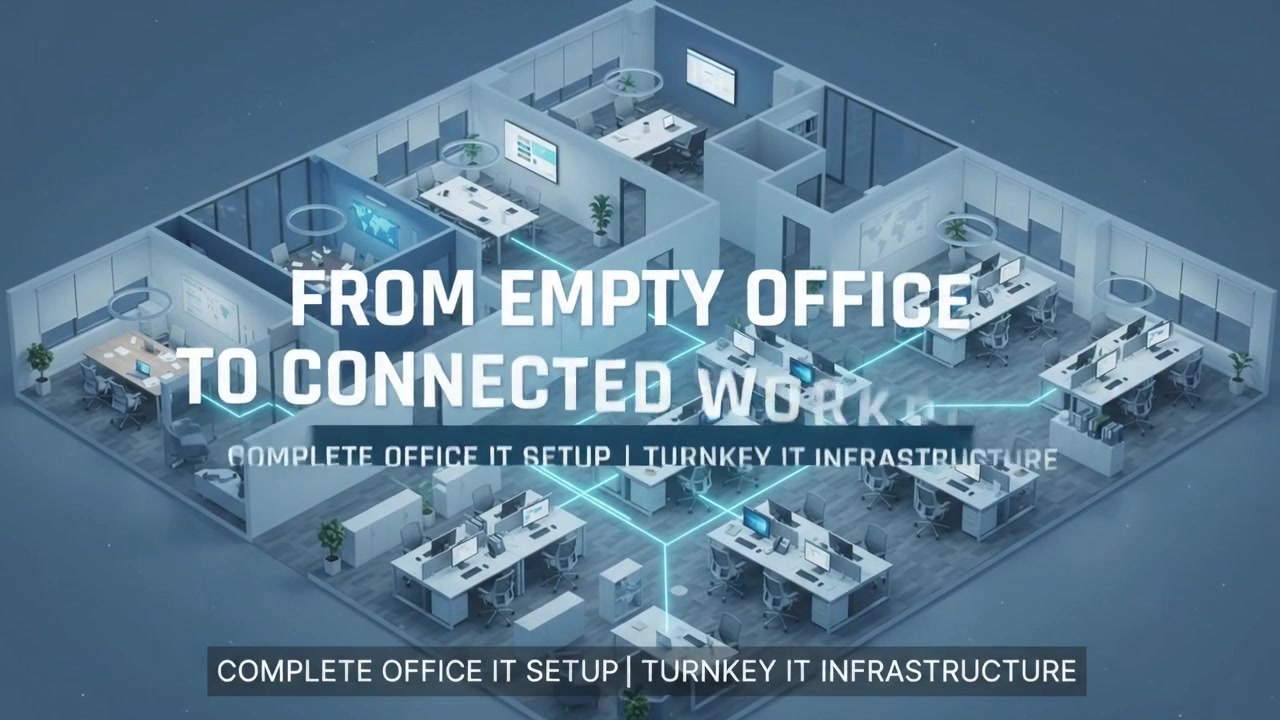 FROM EMPTY OFFICE
TO CONNECTED WORK
COMPLETE OFFICE IT SETUP | TURNKEY IT INFRASTRUCTURE
COMPLETE OFFICE IT SETUP | TURNKEY IT INFRASTRUCTURE